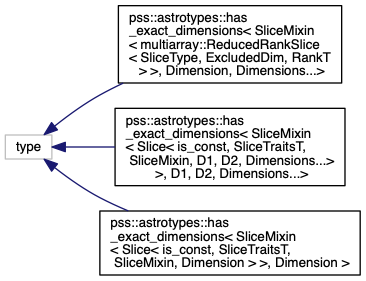 pss::astrotypes::has
_exact_dimensions< SliceMixin
< multiarray::ReducedRankSlice
< SliceType, ExcludedDim, RankT
> >, Dimension, Dimensions...>
type
pss::astrotypes::has
_exact_dimensions< SliceMixin
< Slice< is_const, SliceTraitsT,
SliceMixin, D1, D2, Dimensions...>
>, D1, D2, Dimensions...>
pss::astrotypes::has
_exact_dimensions< SliceMixin
< Slice< is_const, SliceTraitsT,
SliceMixin, Dimension > >, Dimension >